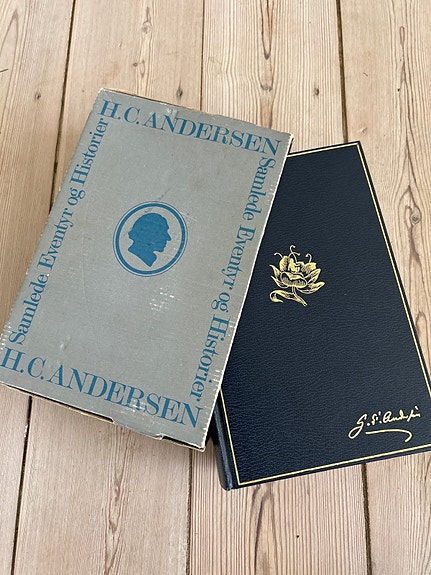 H.C. ANDERSEN
Samlede Eventyr og Historier
Samlede Eventyr og Historier
H.C. ANDERSEN